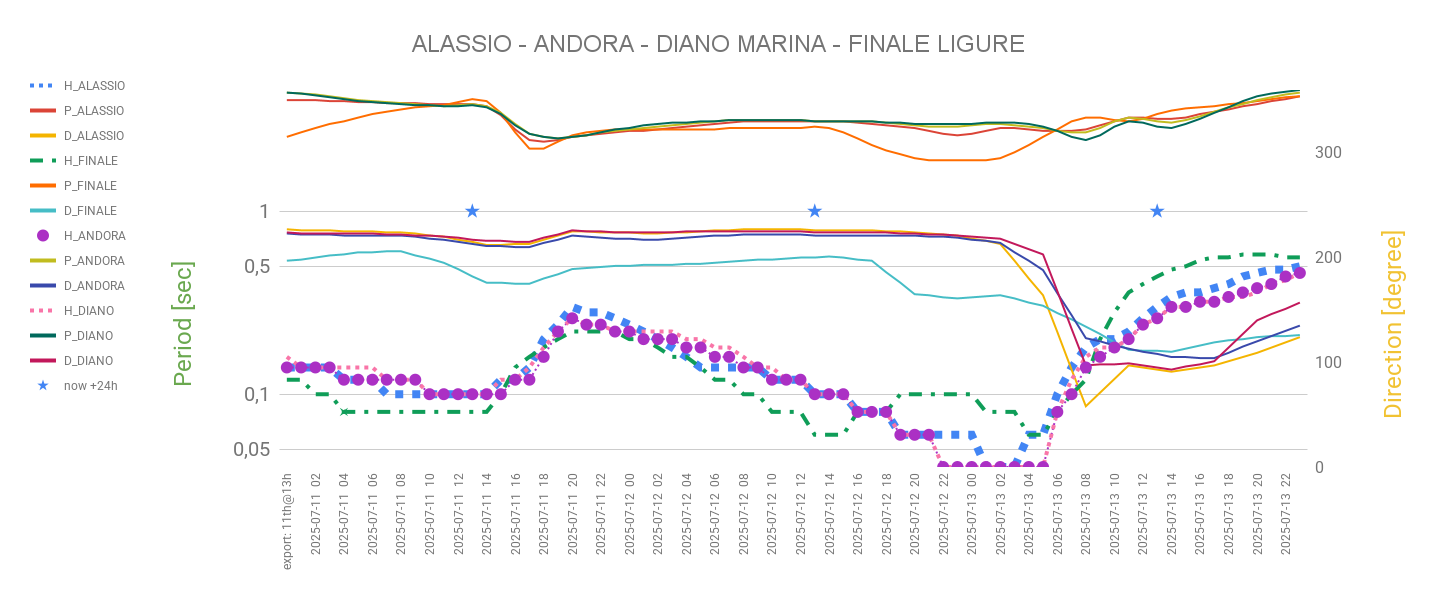 ALASSIO - ANDORA - DIANO MARINA - FINALE LIGURE
H_ALASSIO
P_ALASSIO
D_ALASSIO
H_FINALE
P_FINALE
D_FINALE
H_ANDORA
P_ANDORA
D_ANDORA
H_DIANO
P_DIANO
D_DIANO
now +24h
Period [sec]
1
0,5
0,1
0,05
300
200
100
0
Direction [degree]
export: 11th@13h
2025-07-11 02
2025-07-11 04
2025-07-11 06
2025-07-11 08
2025-07-11 10
2025-07-11 12
2025-07-11 14
2025-07-11 16
2025-07-11 18
2025-07-11 20
2025-07-11 22
2025-07-12 00
2025-07-12 02
2025-07-12 04
2025-07-12 06
2025-07-12 08
2025-07-12 10
2025-07-12 12
2025-07-12 14
2025-07-12 16
2025-07-12 18
2025-07-12 20
2025-07-12 22
2025-07-13 00
2025-07-13 02
2025-07-13 04
2025-07-13 06
2025-07-13 08
2025-07-13 10
2025-07-13 12
2025-07-13 14
2025-07-13 16
2025-07-13 18
2025-07-13 20
2025-07-13 22